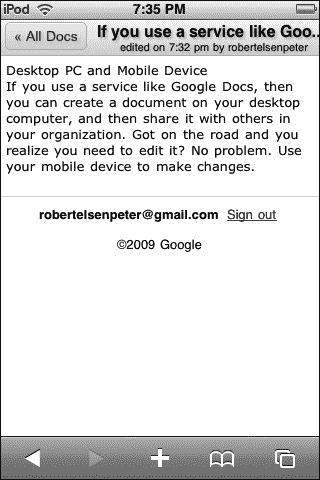 iPod 7:35 PM
« All Docs
If you use a service like Goo...
edited on 7:32 pm by robertelsenpeter
Desktop PC and Mobile Device
If you use a service like Google Docs, then
you can create a document on your desktop
computer, and then share it with others in
your organization. Got on the road and you
realize you need to edit it? No problem. Use
your mobile device to make changes.
robertelsenpeter@gmail.com Sign out
©2009 Google